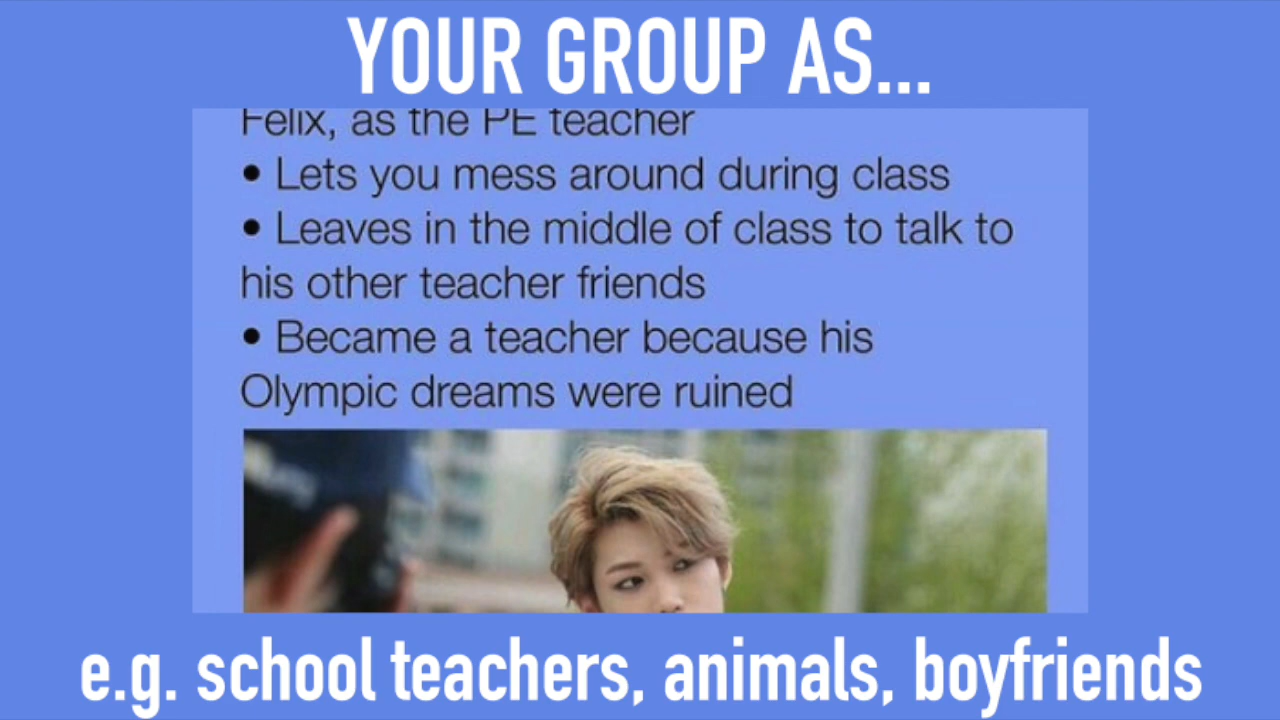 YOUR GROUP AS...
Felix, as the PE teacher
• Lets you mess around during class
• Leaves in the middle of class to talk to
his other teacher friends
• Became a teacher because his
Olympic dreams were ruined
e.g. school teachers, animals, boyfriends